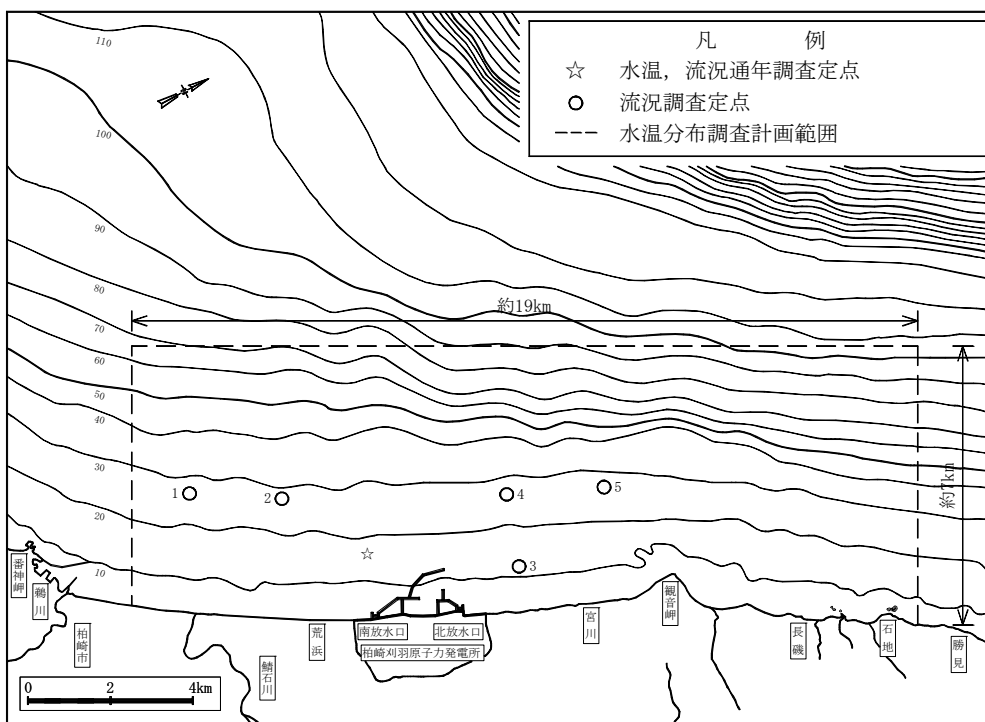 凡 例
水温，流況通年調査定点
流況調査定点
水温分布調査計画範囲
110
100
90
80
70
60
50
40
30
20
10
約19km
約7km
1
2
4
5
3
番神岬
鵜川
柏崎市
鯖石川
荒浜
南放水口
北放水口
柏崎刈羽原子力発電所
宮川
観音岬
長磯
石地
勝見
0 2 4km